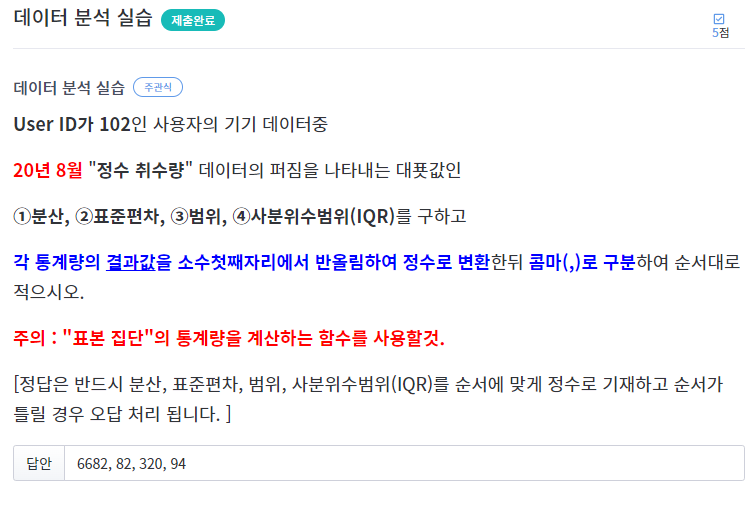 데이터 분석 실습 제출완료
5점
데이터 분석 실습 주관식
User ID가 102인 사용자의 기기 데이터중
20년 8월 "정수 취수량" 데이터의 퍼짐을 나타내는 대푯값인
①분산, ②표준편차, ③범위, ④사분위수범위(IQR)를 구하고
각 통계량의 결과값을 소수첫째자리에서 반올림하여 정수로 변환한뒤 콤마(,)로 구분하여 순서대로
적으시오.
주의 : "표본 집단"의 통계량을 계산하는 함수를 사용할것.
[정답은 반드시 분산, 표준편차, 범위, 사분위수범위(IQR)를 순서에 맞게 정수로 기재하고 순서가
틀릴 경우 오답 처리 됩니다. ]
답안 6682, 82, 320, 94